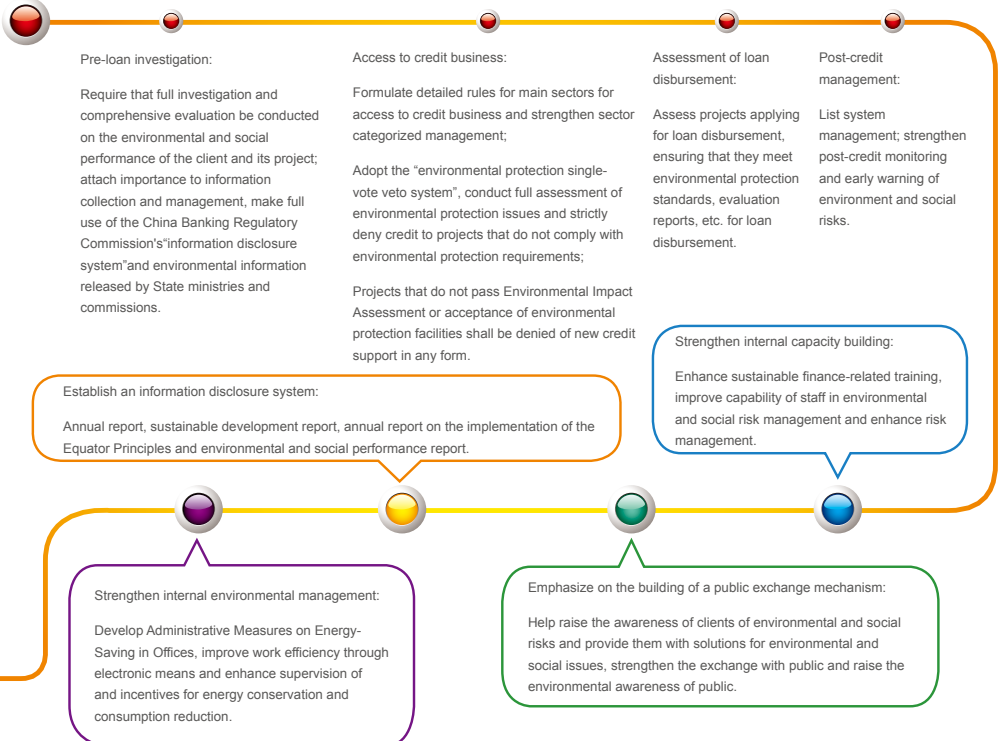 Pre-loan investigation:
Require that full investigation and
comprehensive evaluation be conducted
on the environmental and social
performance of the client and its project;
attach importance to information
collection and management, make full
use of the China Banking Regulatory
Commission's“information disclosure
system”and environmental information
released by State ministries and
commissions.
Access to credit business:
Formulate detailed rules for main sectors for
access to credit business and strengthen sector
categorized management;
Adopt the “environmental protection single-
vote veto system”, conduct full assessment of
environmental protection issues and strictly
deny credit to projects that do not comply with
environmental protection requirements;
Projects that do not pass Environmental Impact
Assessment or acceptance of environmental
protection facilities shall be denied of new credit
support in any form.
Assessment of loan
disbursement:
Assess projects applying
for loan disbursement,
ensuring that they meet
environmental protection
standards, evaluation
reports, etc. for loan
disbursement.
Post-credit
management:
List system
management; strengthen
post-credit monitoring
and early warning of
environment and social
risks.
Strengthen internal capacity building:
Enhance sustainable finance-related training,
improve capability of staff in environmental
and social risk management and enhance risk
management.
Establish an information disclosure system:
Annual report, sustainable development report, annual report on the implementation of the
Equator Principles and environmental and social performance report.
Strengthen internal environmental management:
Develop Administrative Measures on Energy-
Saving in Offices, improve work efficiency through
electronic means and enhance supervision of
and incentives for energy conservation and
consumption reduction.
Emphasize on the building of a public exchange mechanism:
Help raise the awareness of clients of environmental and social
risks and provide them with solutions for environmental and
social issues, strengthen the exchange with public and raise the
environmental awareness of public.